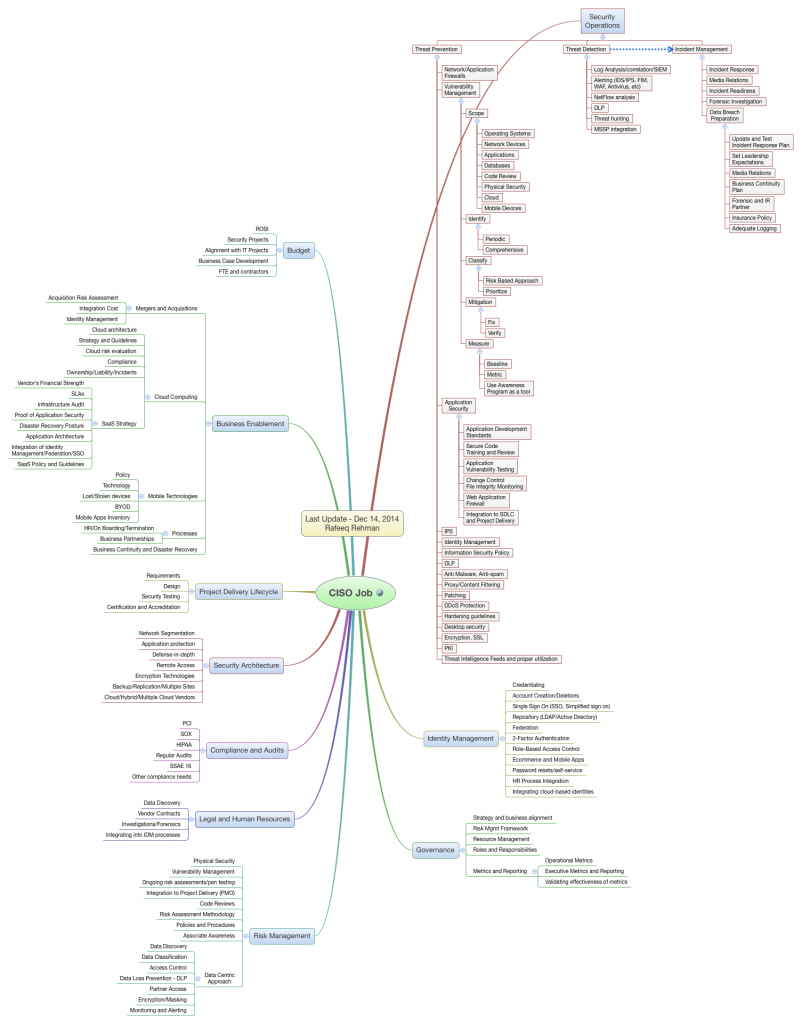 Security
Operations
Threat Prevention
Threat Detection
Incident Management
Network/Application
Firewalls
Vulnerability
Management
Scope
Operating Systems
Network Devices
Applications
Databases
Code Review
Physical Security
Cloud
Mobile Devices
Identify
Periodic
Comprehensive
Classify
Risk Based Approach
Prioritize
Mitigation
Fix
Verify
Measure
Baseline
Metric
Use Awareness
Program as a tool
Application
Security
Application Development
Standards
Secure Code
Training and Review
Application
Vulnerability Testing
Change Control
File Integrity Monitoring
Web Application
Firewall
Integration to SDLC
and Project Delivery
IPS
Identity Management
Information Security Policy
DLP
Anti Malware, Anti-spam
Proxy/Content Filtering
Patching
DDoS Protection
Hardening guidelines
Desktop security
Encryption, SSL
PKI
Threat Intelligence Feeds and proper utilization
Log Analysis/correlation/SIEM
Alerting (IDS/IPS, FIM,
WAF, Antivirus, etc)
NetFlow analysis
DLP
Threat hunting
MSSP integration
Incident Response
Media Relations
Incident Readiness
Forensic Investigation
Data Breach
Preparation
Update and Test
Incident Response Plan
Set Leadership
Expectations
Media Relations
Business Continuity
Plan
Forensic and IR
Partner
Insurance Policy
Adequate Logging
ROSI
Security Projects
Alignment with IT Projects
Business Case Development
FTE and contractors
Budget
Acquisition Risk Assessment
Integration Cost
Identity Management
Mergers and Acquisitions
Cloud architecture
Strategy and Guidelines
Cloud risk evaluation
Compliance
Ownership/Liability/Incidents
Cloud Computing
Vendor's Financial Strength
SLAs
Infrastructure Audit
Proof of Application Security
Disaster Recovery Posture
Application Architecture
Integration of Identity
Management/Federation/SSO
SaaS Policy and Guidelines
SaaS Strategy
Business Enablement
Policy
Technology
Lost/Stolen devices
BYOD
Mobile Apps Inventory
Mobile Technologies
HR/On Boarding/Termination
Business Partnerships
Processes
Business Continuity and Disaster Recovery
Last Update - Dec 14, 2014
Rafeeq Rehman
CISO Job
Requirements
Design
Security Testing
Certification and Accreditation
Project Delivery Lifecycle
Network Segmentation
Application protection
Defense-in-depth
Remote Access
Encryption Technologies
Backup/Replication/Multiple Sites
Cloud/Hybrid/Multiple Cloud Vendors
Security Architecture
PCI
SOX
HIPAA
Regular Audits
SSAE 16
Other compliance needs
Compliance and Audits
Data Discovery
Vendor Contracts
Investigations/Forensics
Integrating into IDM processes
Legal and Human Resources
Physical Security
Vulnerability Management
Ongoing risk assessments/pen testing
Integration to Project Delivery (PMO)
Code Reviews
Risk Assessment Methodology
Policies and Procedures
Associate Awareness
Risk Management
Data Discovery
Data Classification
Access Control
Data Loss Prevention - DLP
Partner Access
Encryption/Masking
Monitoring and Alerting
Data Centric
Approach
Identity Management
Credentialing
Account Creation/Deletions
Single Sign On (SSO, Simplified sign on)
Repository (LDAP/Active Directory)
Federation
2-Factor Authentication
Role-Based Access Control
Ecommerce and Mobile Apps
Password resets/self-service
HR Process Integration
Integrating cloud-based identities
Governance
Strategy and business alignment
Risk Mgmt Framework
Resource Management
Roles and Responsibilities
Metrics and Reporting
Operational Metrics
Executive Metrics and Reporting
Validating effectiveness of metrics